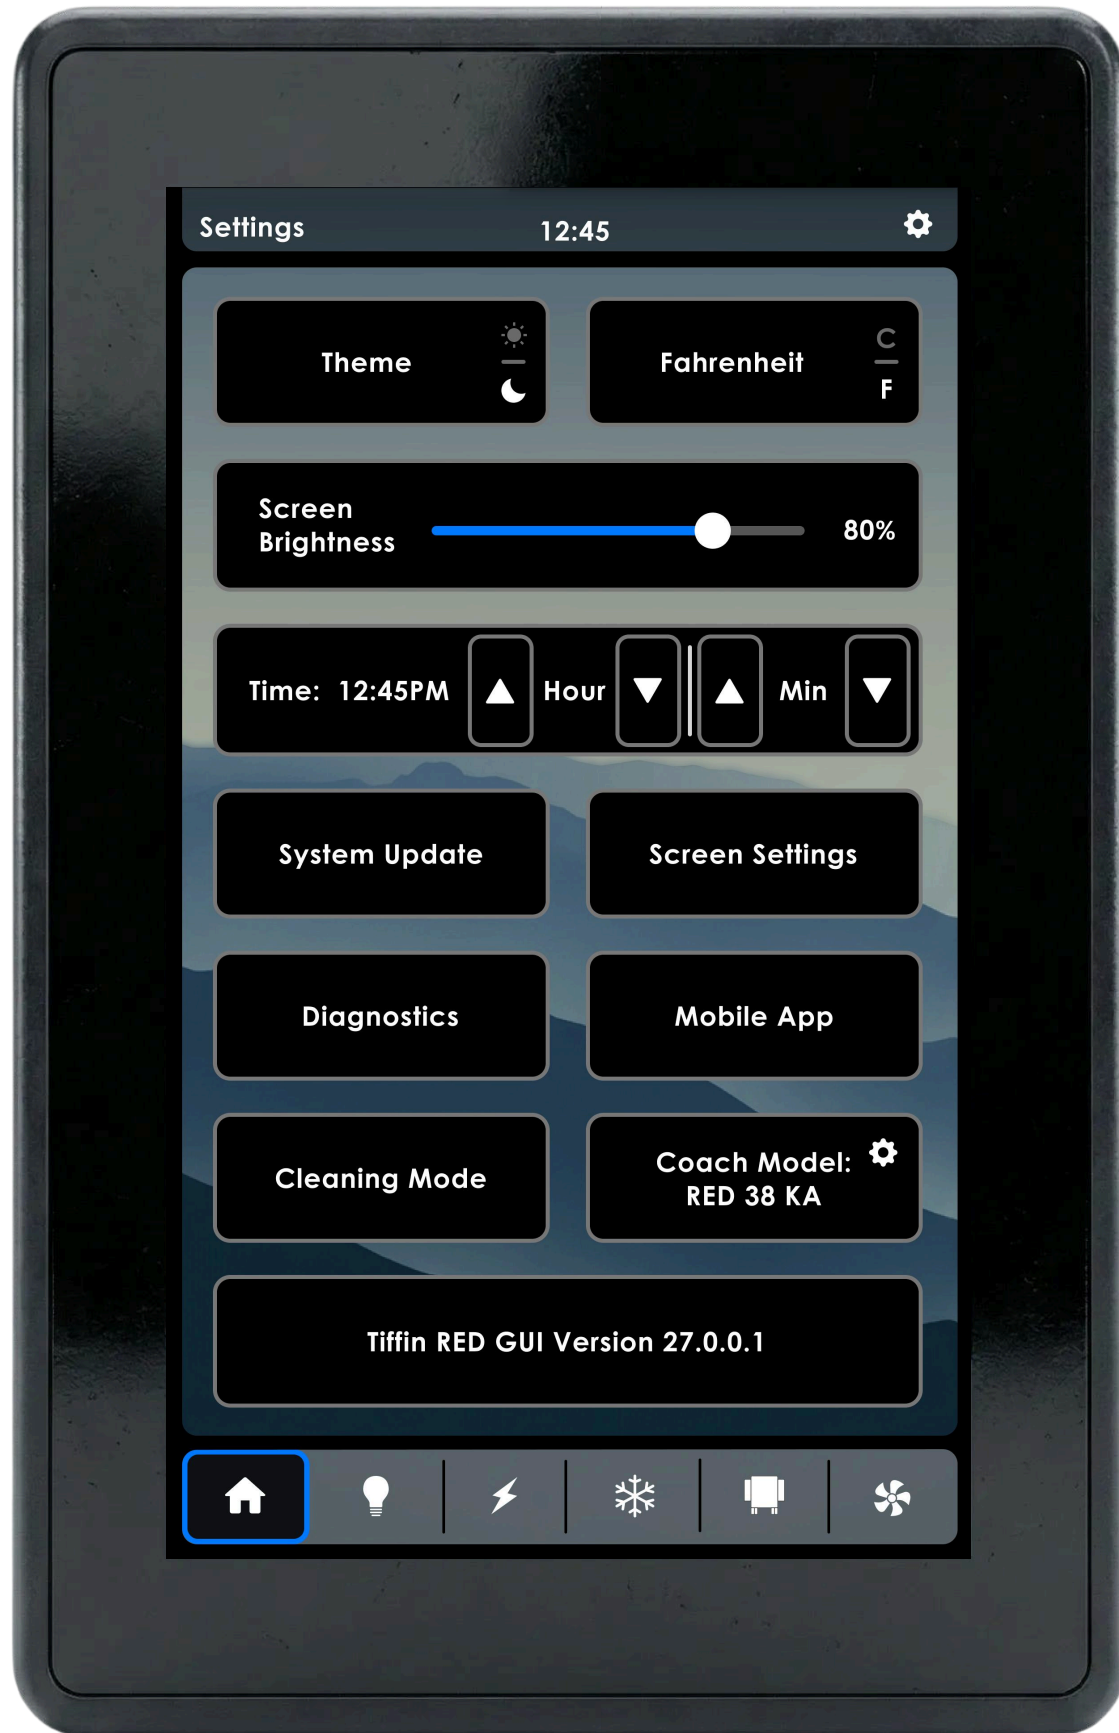 Settings
12:45
Theme
Fahrenheit
C
F
Screen
Brightness
80%
Time: 12:45PM
Hour
Min
System Update
Screen Settings
Diagnostics
Mobile App
Cleaning Mode
Coach Model:
RED 38 KA
Tiffin RED GUI Version 27.0.0.1